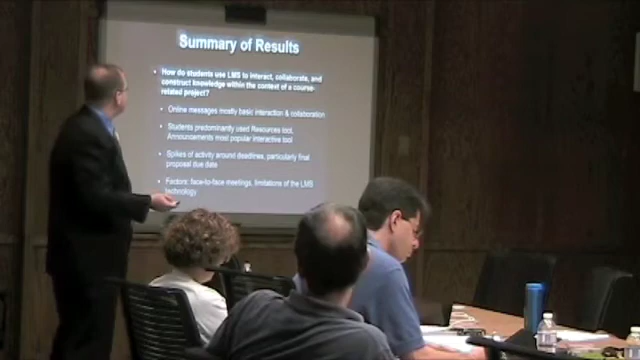 Summary of Results
• How do students use LMS to interact, collaborate, and
construct knowledge within the context of a course-
related project?
• Online messages mostly basic interaction & collaboration
• Students predominantly used Resources tool,
Announcements most popular interactive tool
• Spikes of activity around deadlines, particularly final
proposal due date
• Factors: face-to-face meetings, limitations of the LMS
technology